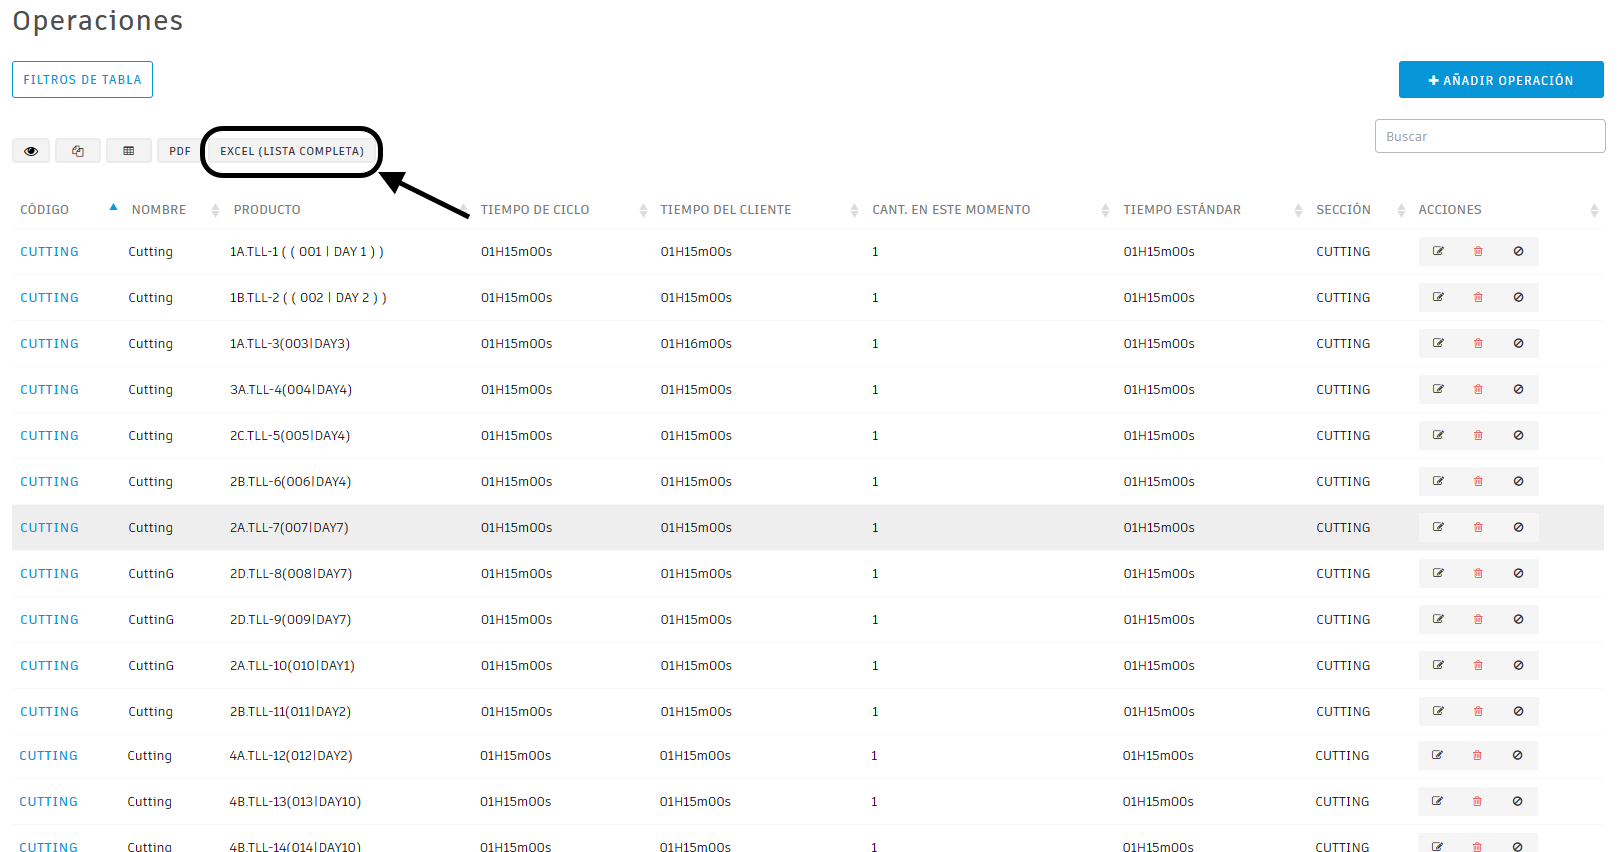 Operaciones
FILTROS DE TABLA
AÑADIR OPERACIÓN
Buscar
PDF EXCEL (LISTA COMPLETA)
CÓDIGO NOMBRE PRODUCTO TIEMPO DE CICLO TIEMPO DEL CLIENTE CANT. EN ESTE MOMENTO TIEMPO ESTÁNDAR SECCIÓN ACCIONES
CUTTING Cutting 1A.TLL-1 ( ( 001 | DAY 1 ) ) 01H15m00s 01H15m00s 1 01H15m00s CUTTING
CUTTING Cutting 1B.TLL-2 ( ( 002 | DAY 2 ) ) 01H15m00s 01H15m00s 1 01H15m00s CUTTING
CUTTING Cutting 1A.TLL-3(003|DAY3) 01H15m00s 01H16m00s 1 01H15m00s CUTTING
CUTTING Cutting 3A.TLL-4(004|DAY4) 01H15m00s 01H15m00s 1 01H15m00s CUTTING
CUTTING Cutting 2C.TLL-5(005|DAY4) 01H15m00s 01H15m00s 1 01H15m00s CUTTING
CUTTING Cutting 2B.TLL-6(006|DAY4) 01H15m00s 01H15m00s 1 01H15m00s CUTTING
CUTTING Cutting 2A.TLL-7(007|DAY7) 01H15m00s 01H15m00s 1 01H15m00s CUTTING
CUTTING CuttinG 2D.TLL-8(008|DAY7) 01H15m00s 01H15m00s 1 01H15m00s CUTTING
CUTTING CuttinG 2D.TLL-9(009|DAY7) 01H15m00s 01H15m00s 1 01H15m00s CUTTING
CUTTING CuttinG 2A.TLL-10(010|DAY1) 01H15m00s 01H15m00s 1 01H15m00s CUTTING
CUTTING Cutting 2B.TLL-11(011|DAY2) 01H15m00s 01H15m00s 1 01H15m00s CUTTING
CUTTING Cutting 4A.TLL-12(012|DAY2) 01H15m00s 01H15m00s 1 01H15m00s CUTTING
CUTTING Cutting 4B.TLL-13(013|DAY10) 01H15m00s 01H15m00s 1 01H15m00s CUTTING
CUTTING Cutting 4B.TLL-14(014|DAY10) 01H15m00s 01H15m00s 1 01H15m00s CUTTING